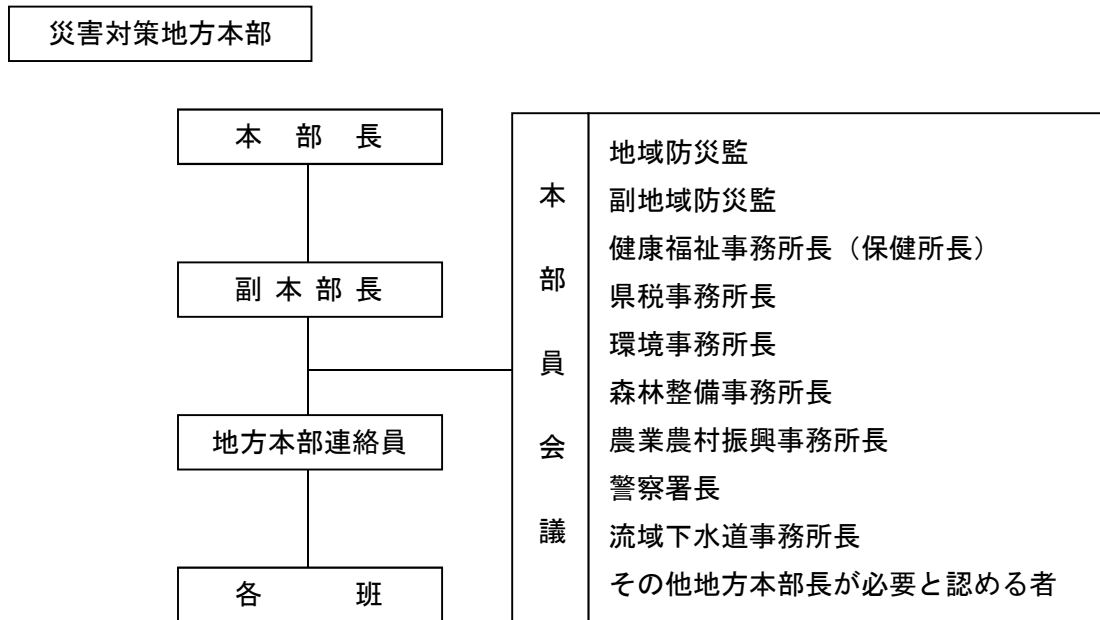 災害対策地方本部
本部長
副本部長
地方本部連絡員
各班
本部員会議
地域防災監
副地域防災監
健康福祉事務所長（保健所長）
県税事務所長
環境事務所長
森林整備事務所長
農業農村振興事務所長
警察署長
流域下水道事務所長
その他地方本部長が必要と認める者